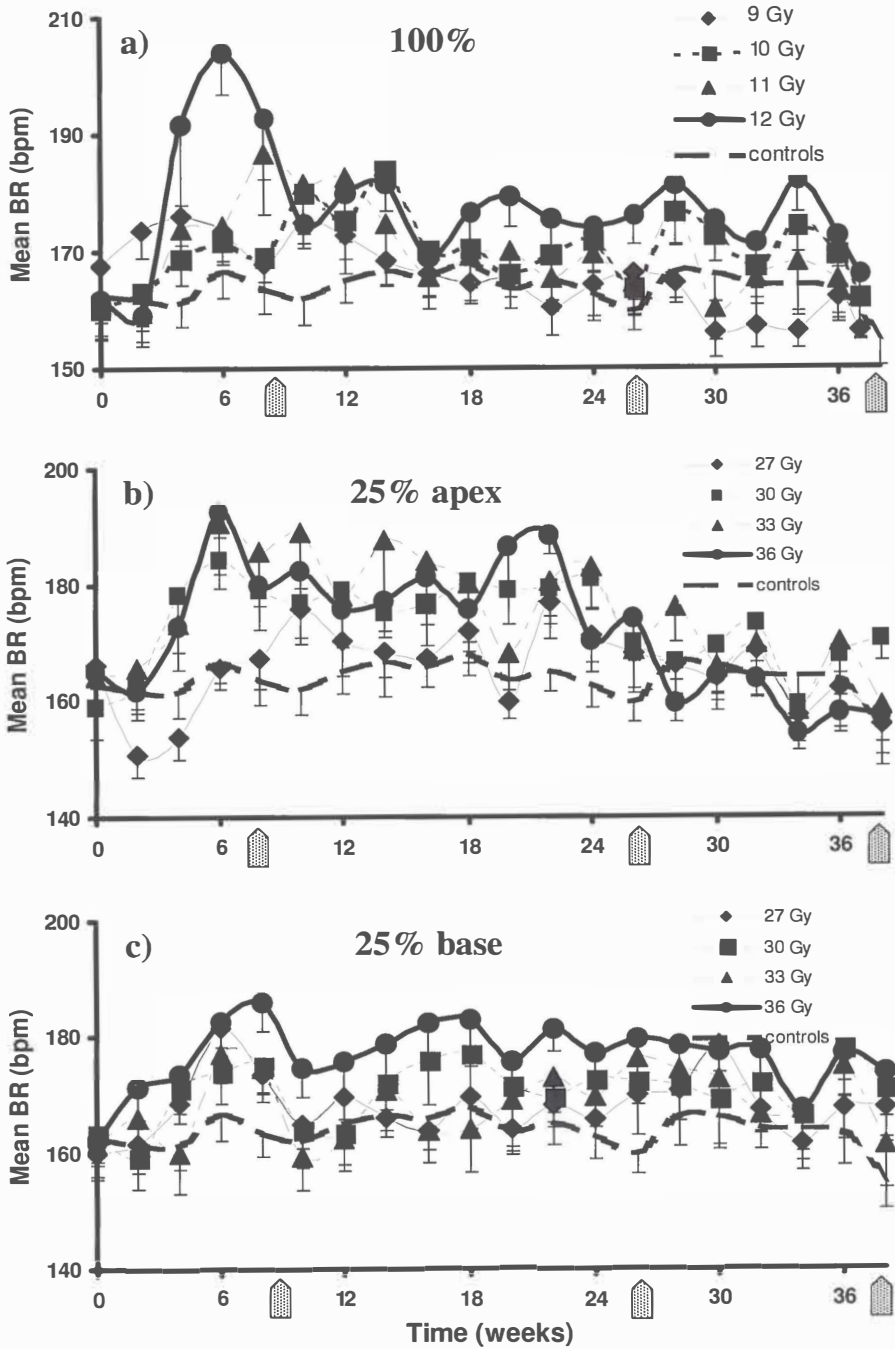 a)
100%
9 Gy
10 Gy
11 Gy
12 Gy
controls
Mean BR (bpm)
210
190
170
150
0 6 12 18 24 30 36
b)
25% apex
27 Gy
30 Gy
33 Gy
36 Gy
controls
Mean BR (bpm)
200
180
160
140
0 6 12 18 24 30 36
c)
25% base
27 Gy
30 Gy
33 Gy
36 Gy
controls
Mean BR (bpm)
200
180
160
140
0 6 12 18 24 30 36
Time (weeks)